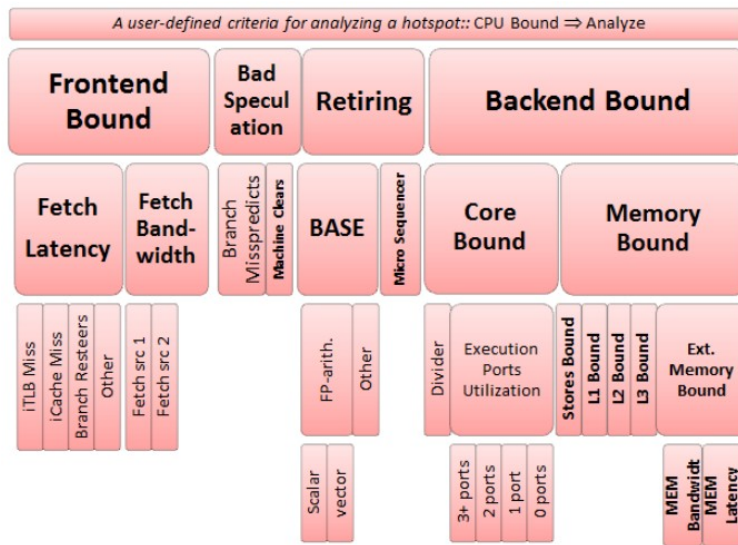 A user-defined criteria for analyzing a hotspot:: CPU Bound ⇒ Analyze
Frontend
Bound
Bad
Specul
ation
Retiring
Backend Bound
Fetch
Latency
Fetch
Band-
width
Branch
Misspredicts
Machine Clears
BASE
Micro Sequencer
Core
Bound
Memory
Bound
iTLB Miss
iCache Miss
Branch Resteers
Other
Fetch src 1
Fetch src 2
FP-arith.
Other
Divider
Execution
Ports
Utilization
Stores Bound
L1 Bound
L2 Bound
L3 Bound
Ext.
Memory
Bound
Scalar
vector
3+ ports
2 ports
1 port
0 ports
MEM
Bandwidt
MEM
Latency